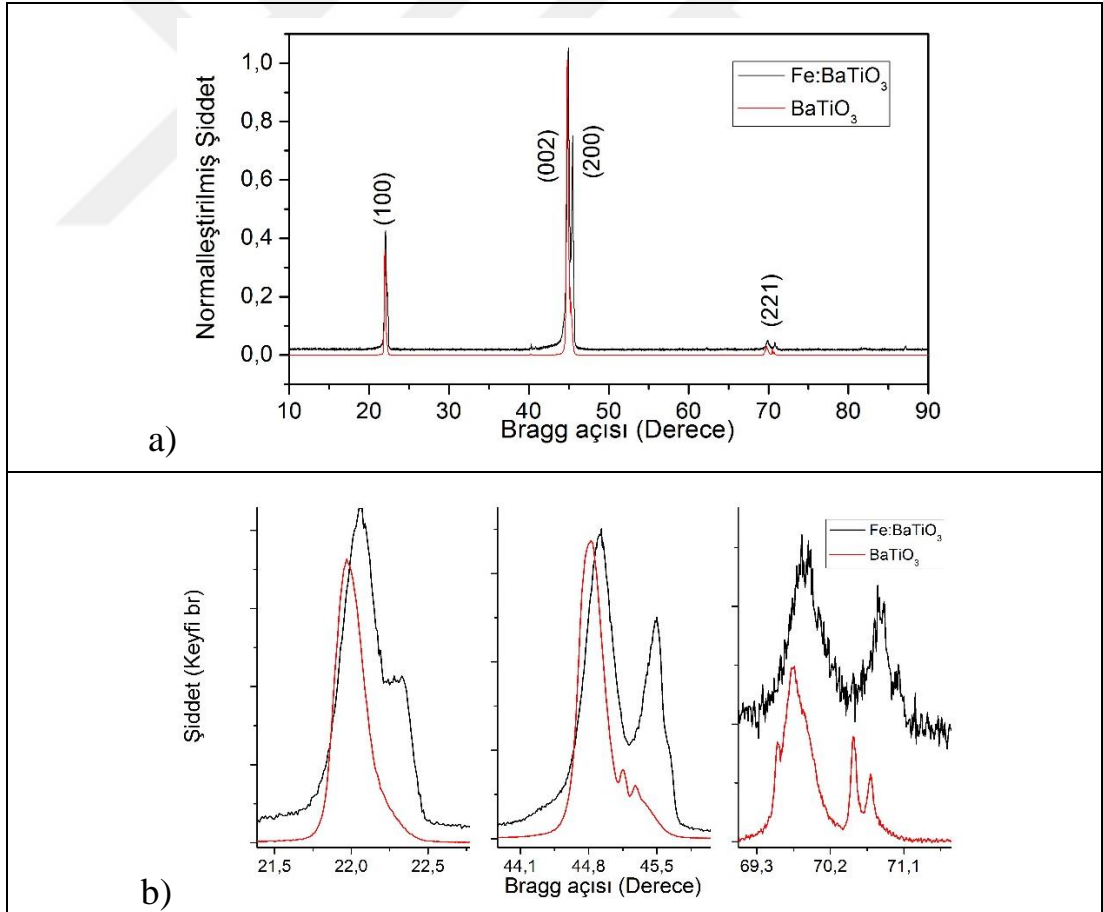 Normalleştirilmiş Şiddet
1,0
0,8
0,6
0,4
0,2
0,0
(100)
(002)
(200)
(221)
Fe:BaTiO3
BaTiO3
10 20 30 40 50 60 70 80 90
Bragg açısı (Derece)
a)
Şiddet (Keyfi br)
Fe:BaTiO3
BaTiO3
21,5 22,0 22,5 44,1 44,8 45,5 69,3 70,2 71,1
Bragg açısı (Derece)
b)